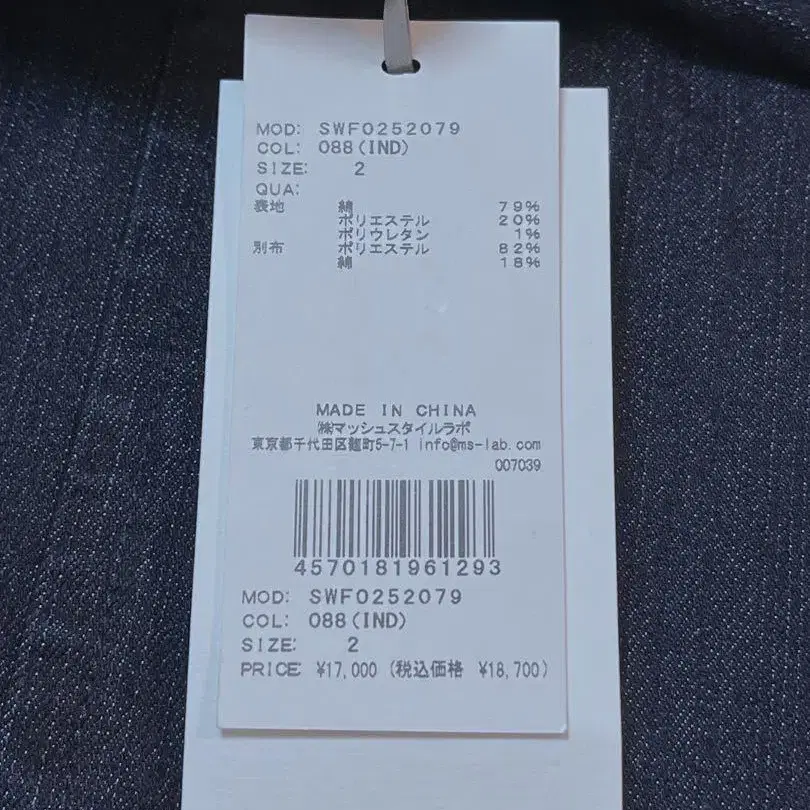 MOD: SWF0252079
COL: 088(IND)
SIZE: 2
QUA:
表地 綿 79%
ポリエステル 20%
ポリウレタン 1%
別布 ポリエステル 82%
綿 18%
MADE IN CHINA
㈱マッシュスタイルラボ
東京都千代田区麹町5-7-1 info@ms-lab.com
007039
4570181961293
MOD: SWF0252079
COL: 088(IND)
SIZE: 2
PRICE: ¥17,000 (税込価格 ¥18,700)